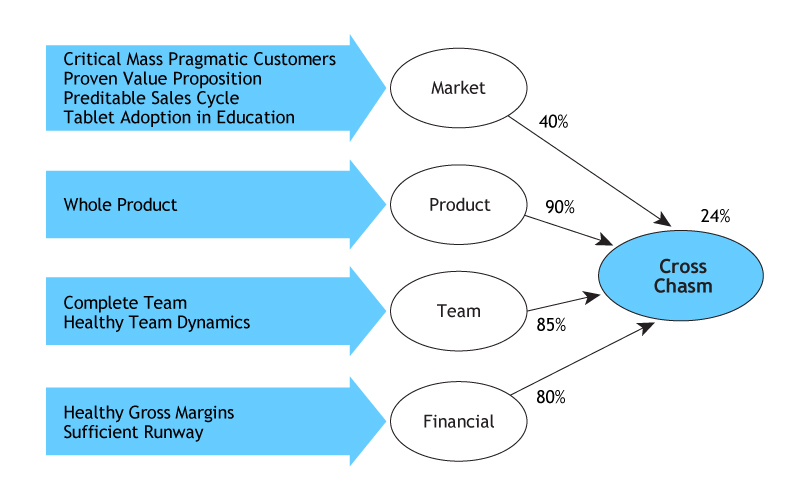 Critical Mass Pragmatic Customers
Proven Value Proposition
Preditable Sales Cycle
Tablet Adoption in Education
Market
40%
Whole Product
Product
90%
24%
Cross
Chasm
Complete Team
Healthy Team Dynamics
Team
85%
Healthy Gross Margins
Sufficient Runway
Financial
80%